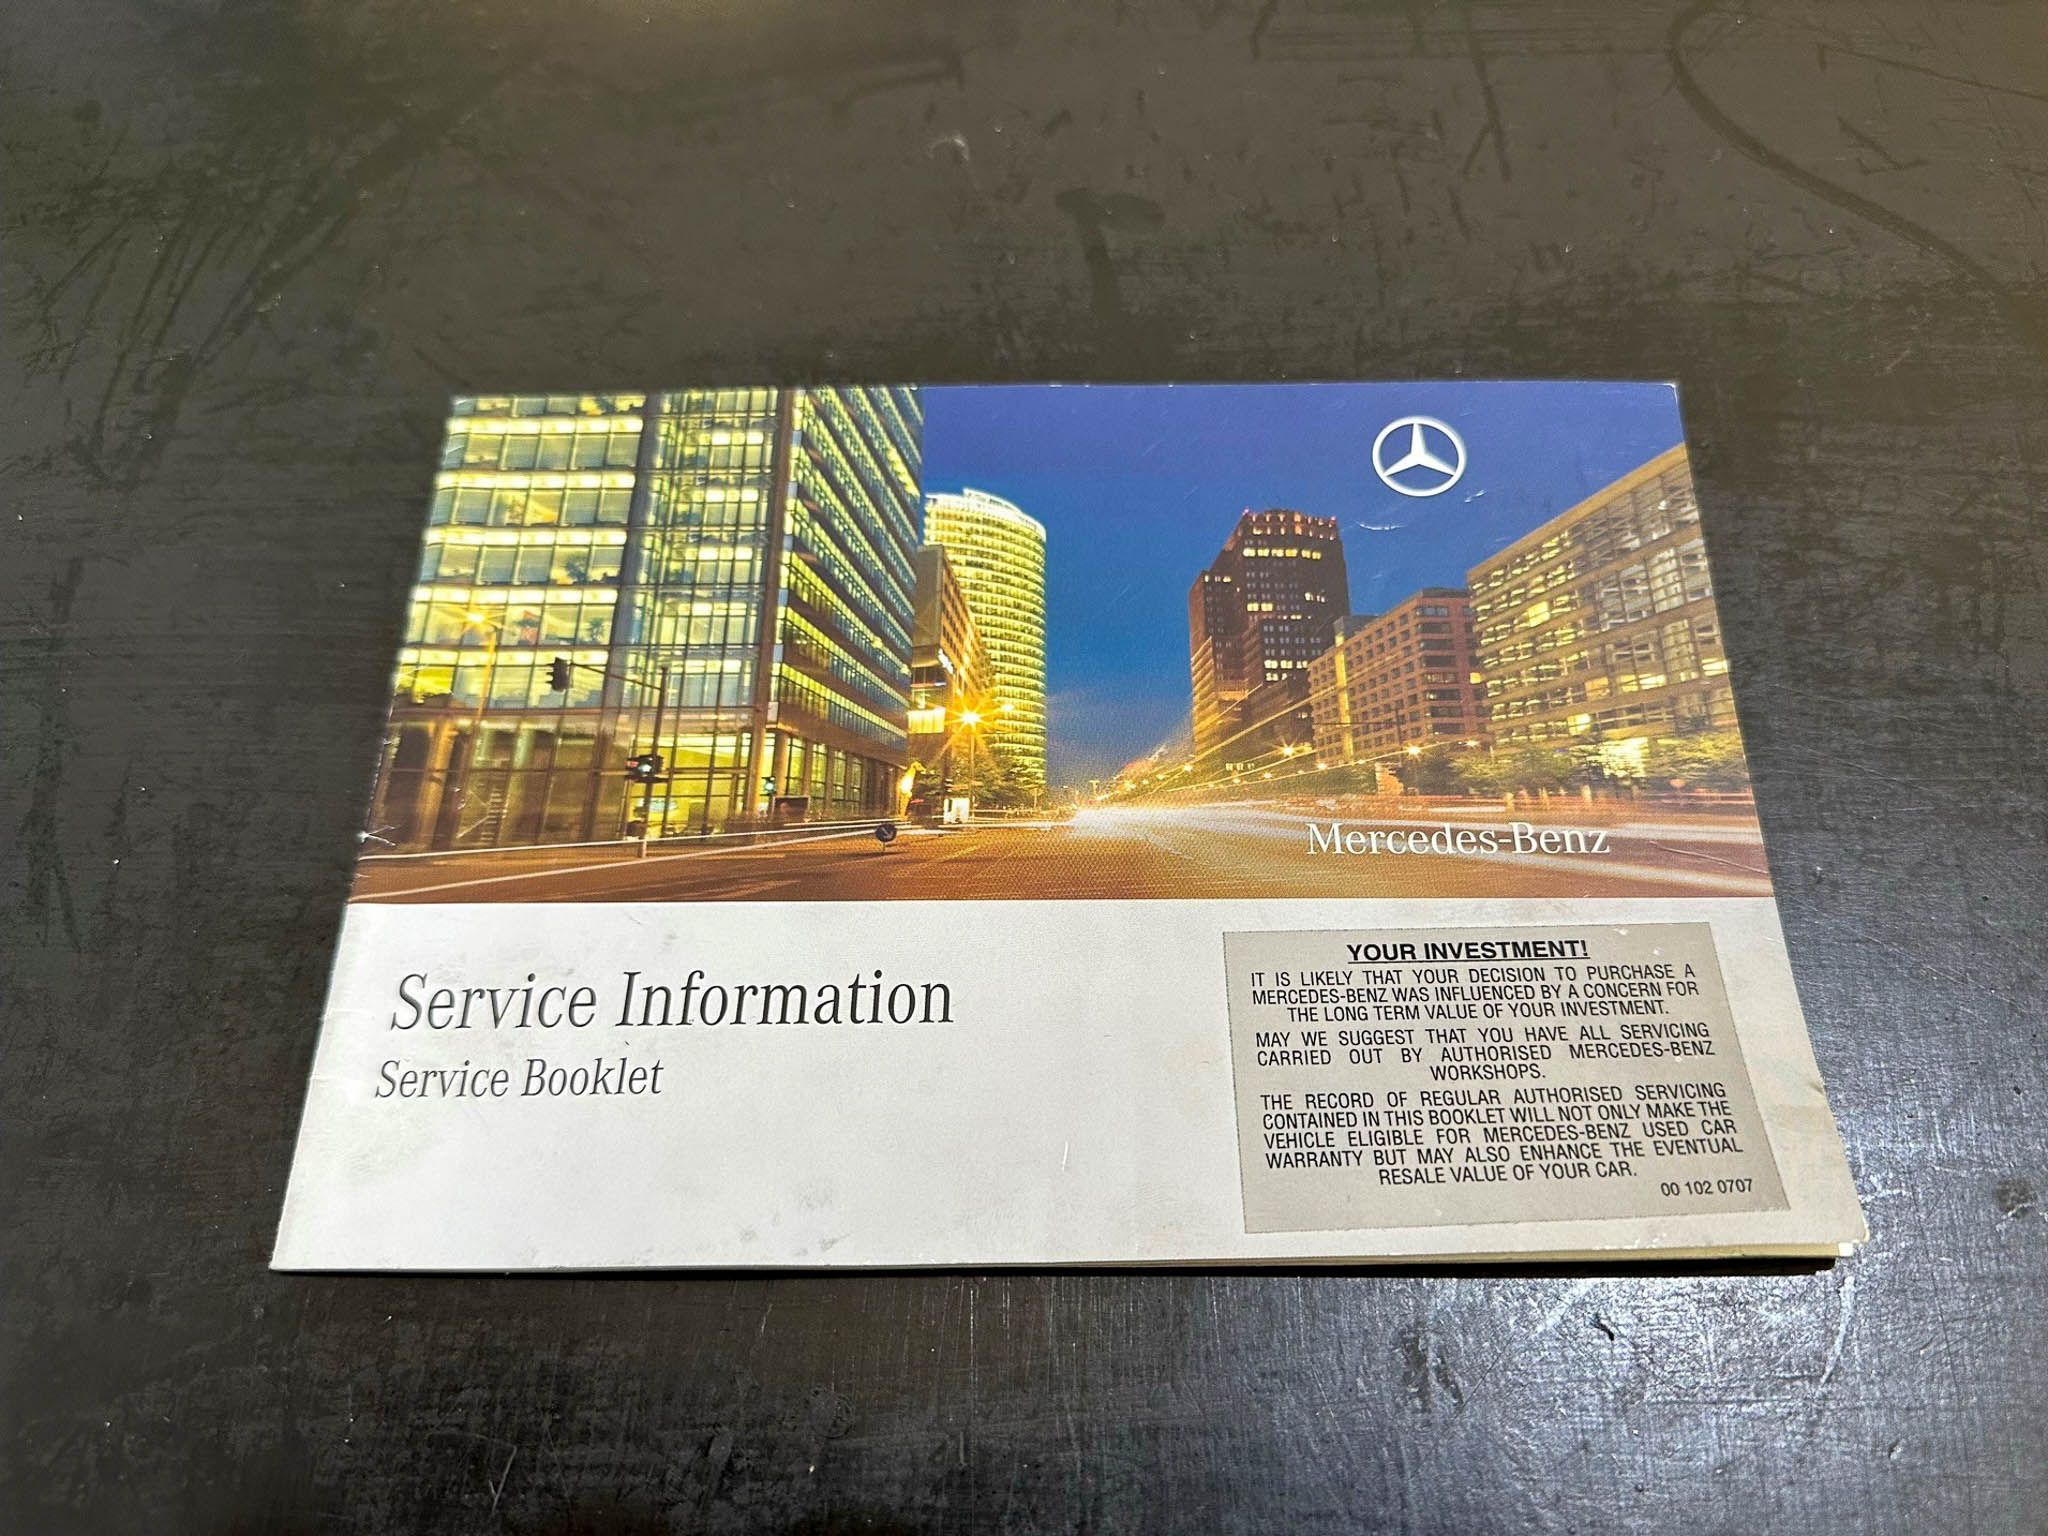 Mercedes-Benz
Service Information
Service Booklet
YOUR INVESTMENT!
IT IS LIKELY THAT YOUR DECISION TO PURCHASE A
MERCEDES-BENZ WAS INFLUENCED BY A CONCERN FOR
THE LONG TERM VALUE OF YOUR INVESTMENT.
MAY WE SUGGEST THAT YOU HAVE ALL SERVICING
CARRIED OUT BY AUTHORISED MERCEDES-BENZ
WORKSHOPS.
THE RECORD OF REGULAR AUTHORISED SERVICING
CONTAINED IN THIS BOOKLET WILL NOT ONLY MAKE THE
VEHICLE ELIGIBLE FOR MERCEDES-BENZ USED CAR
WARRANTY BUT MAY ALSO ENHANCE THE EVENTUAL
RESALE VALUE OF YOUR CAR.
00 102 0707